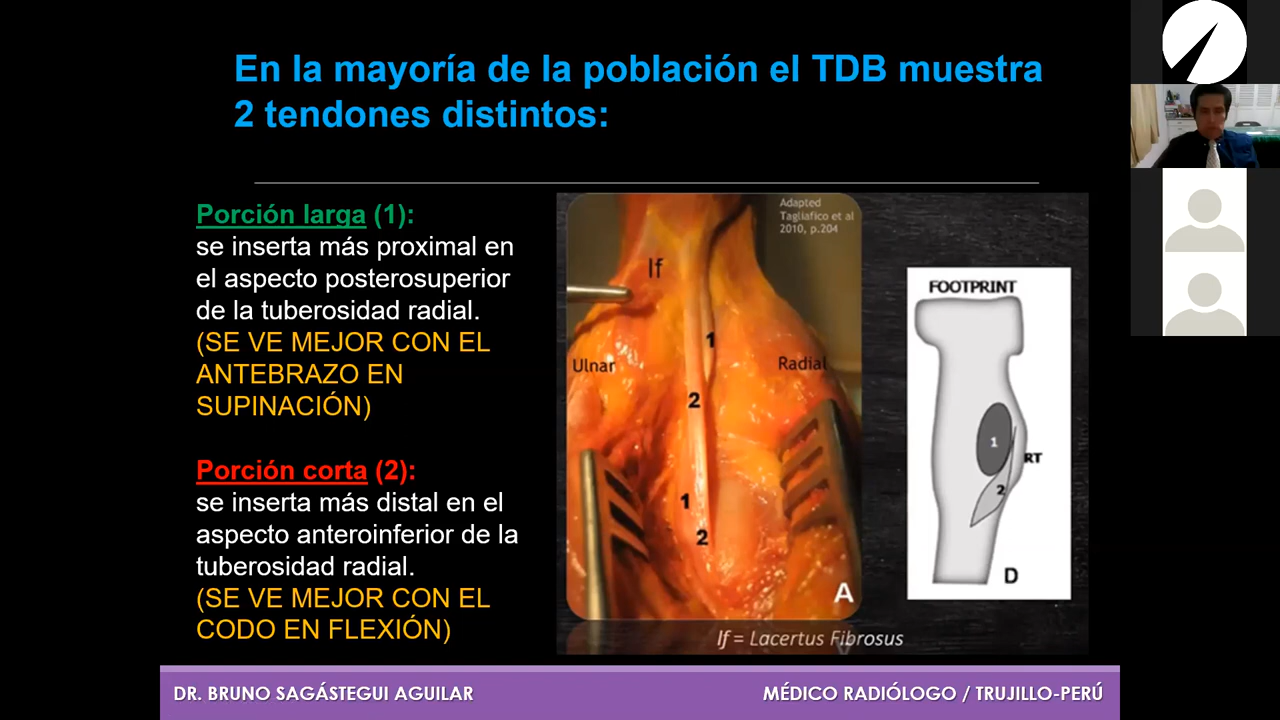 En la mayoría de la población el TDB muestra
2 tendones distintos:
Porción larga (1):
se inserta más proximal en
el aspecto posterosuperior
de la tuberosidad radial.
(SE VE MEJOR CON EL
ANTEBRAZO EN
SUPINACIÓN)
Porción corta (2):
se inserta más distal en el
aspecto anteroinferior de la
tuberosidad radial.
(SE VE MEJOR CON EL
CODO EN FLEXIÓN)
Adapted
Tagliafico et al
2010, p.204
lf
1
Ulnar
Radial
2
1
2
A
FOOTPRINT
1
RT
2
D
lf = Lacertus Fibrosus
DR. BRUNO SAGÁSTEGUI AGUILAR
MÉDICO RADIÓLOGO / TRUJILLO-PERÚ